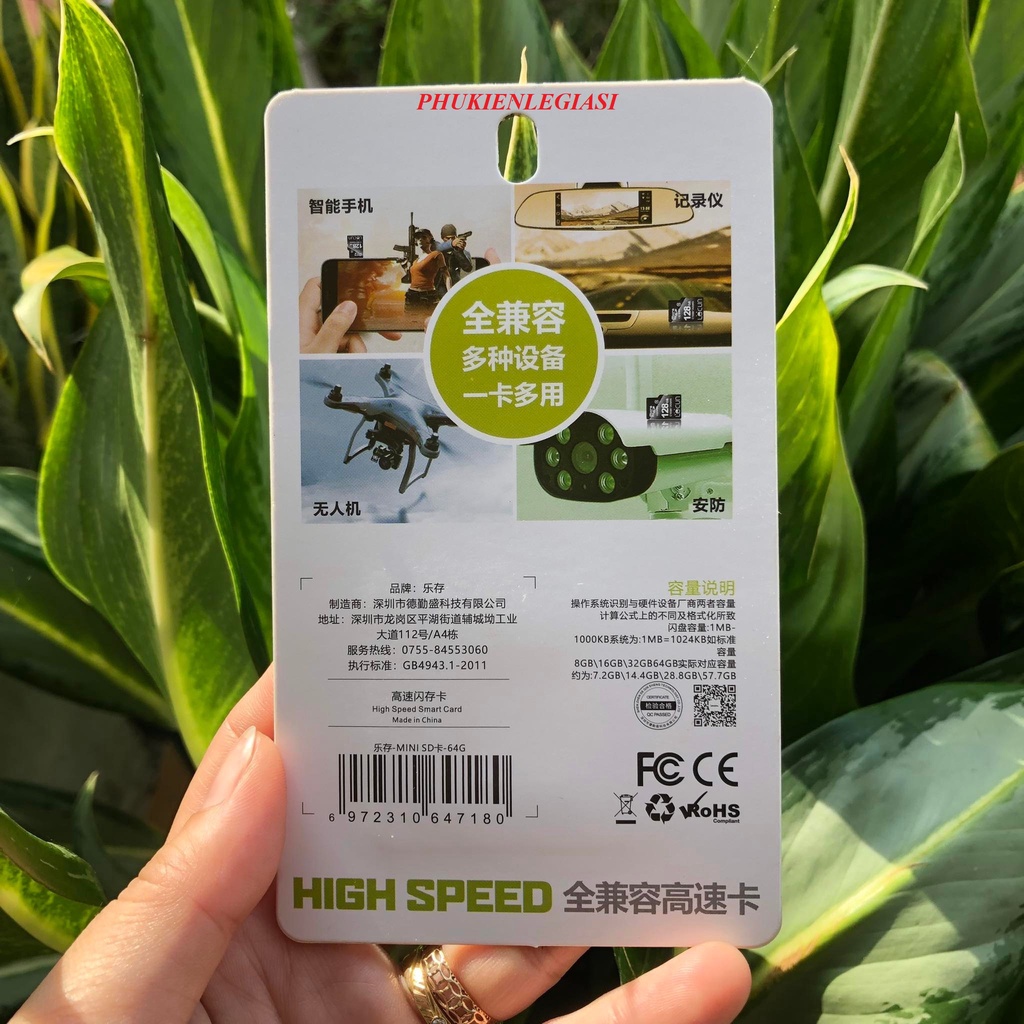 PHUKIENLEGIASI
智能手机
记录仪
全兼容
多种设备
一卡多用
无人机
安防
品牌：乐存
制造商：深圳市德勤盛科技有限公司
地址：深圳市龙岗区平湖街道辅城坳工业
大道112号/A4栋
服务热线：0755-84553060
执行标准：GB4943.1-2011
高速闪存卡
High Speed Smart Card
Made in China
乐存-MINI SD卡-64G
6 972310 647180
容量说明
操作系统识别与硬件设备厂商两者容量
计算公式上的不同及格式化所致
闪盘容量:1MB-
1000KB系统为:1MB=1024KB如标准
容量
8GB\16GB\32GB64GB实际对应容量
约为:7.2GB\14.4GB\28.8GB\57.7GB
CERTIFICATE
检验合格
QC PASSED
FC CE
RoHS
Compliant
HIGH SPEED 全兼容高速卡